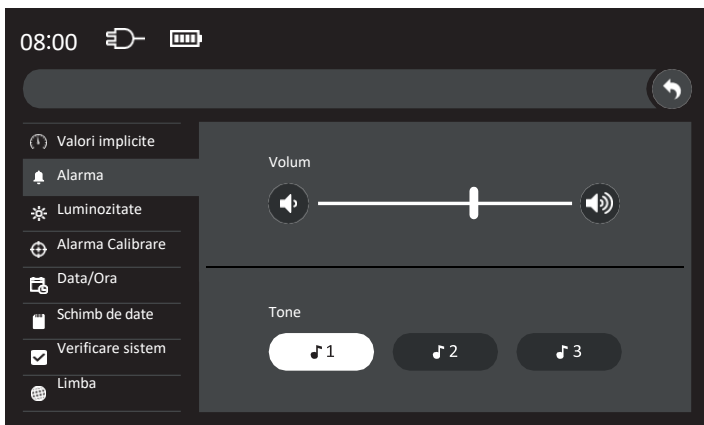 08:00
Valori implicite
Alarma
Luminozitate
Alarma Calibrare
Data/Ora
Schimb de date
Verificare sistem
Limba
Volum
Tone
1
2
3